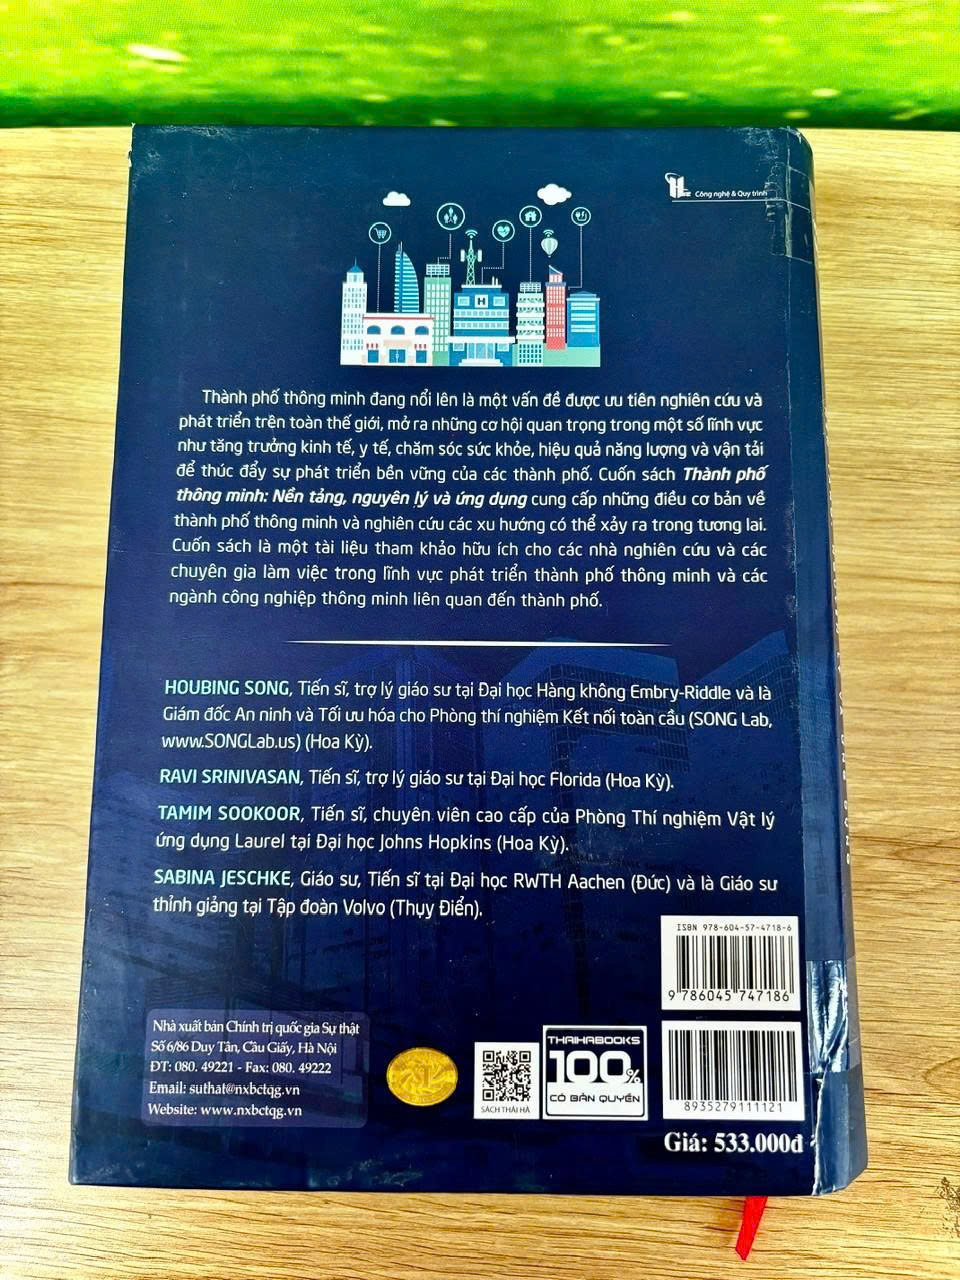 Công nghệ & Quy trình
H
Thành phố thông minh đang nổi lên là một vấn đề được ưu tiên nghiên cứu và
phát triển trên toàn thế giới, mở ra những cơ hội quan trọng trong một số lĩnh vực
như tăng trưởng kinh tế, y tế, chăm sóc sức khỏe, hiệu quả năng lượng và vận tải
để thúc đẩy sự phát triển bền vững của các thành phố. Cuốn sách Thành phố
thông minh: Nền tảng, nguyên lý và ứng dụng cung cấp những điều cơ bản về
thành phố thông minh và nghiên cứu các xu hướng có thể xảy ra trong tương lai.
Cuốn sách là một tài liệu tham khảo hữu ích cho các nhà nghiên cứu và các
chuyên gia làm việc trong lĩnh vực phát triển thành phố thông minh và các
ngành công nghiệp thông minh liên quan đến thành phố.
HOUBING SONG, Tiến sĩ, trợ lý giáo sư tại Đại học Hàng không Embry-Riddle và là
Giám đốc An ninh và Tối ưu hóa cho Phòng thí nghiệm Kết nối toàn cầu (SONG Lab,
www.SONGLab.us) (Hoa Kỳ).
RAVI SRINIVASAN, Tiến sĩ, trợ lý giáo sư tại Đại học Florida (Hoa Kỳ).
TAMIM SOOKOOR, Tiến sĩ, chuyên viên cao cấp của Phòng Thí nghiệm Vật lý
ứng dụng Laurel tại Đại học Johns Hopkins (Hoa Kỳ).
SABINA JESCHKE, Giáo sư, Tiến sĩ tại Đại học RWTH Aachen (Đức) và là Giáo sư
thỉnh giảng tại Tập đoàn Volvo (Thụy Điển).
ISBN 978-604-57-4718-6
9 786045 747186
Nhà xuất bản Chính trị quốc gia Sự thật
Số 6/86 Duy Tân, Cầu Giấy, Hà Nội
ĐT: 080. 49221 - Fax: 080. 49222
Email: suthat@nxbctqg.vn
Website: www.nxbctqg.vn
SÁCH THÁI HÀ
THAIHABOOKS
100%
CÓ BẢN QUYỀN
8935279111121
Giá: 533.000đ